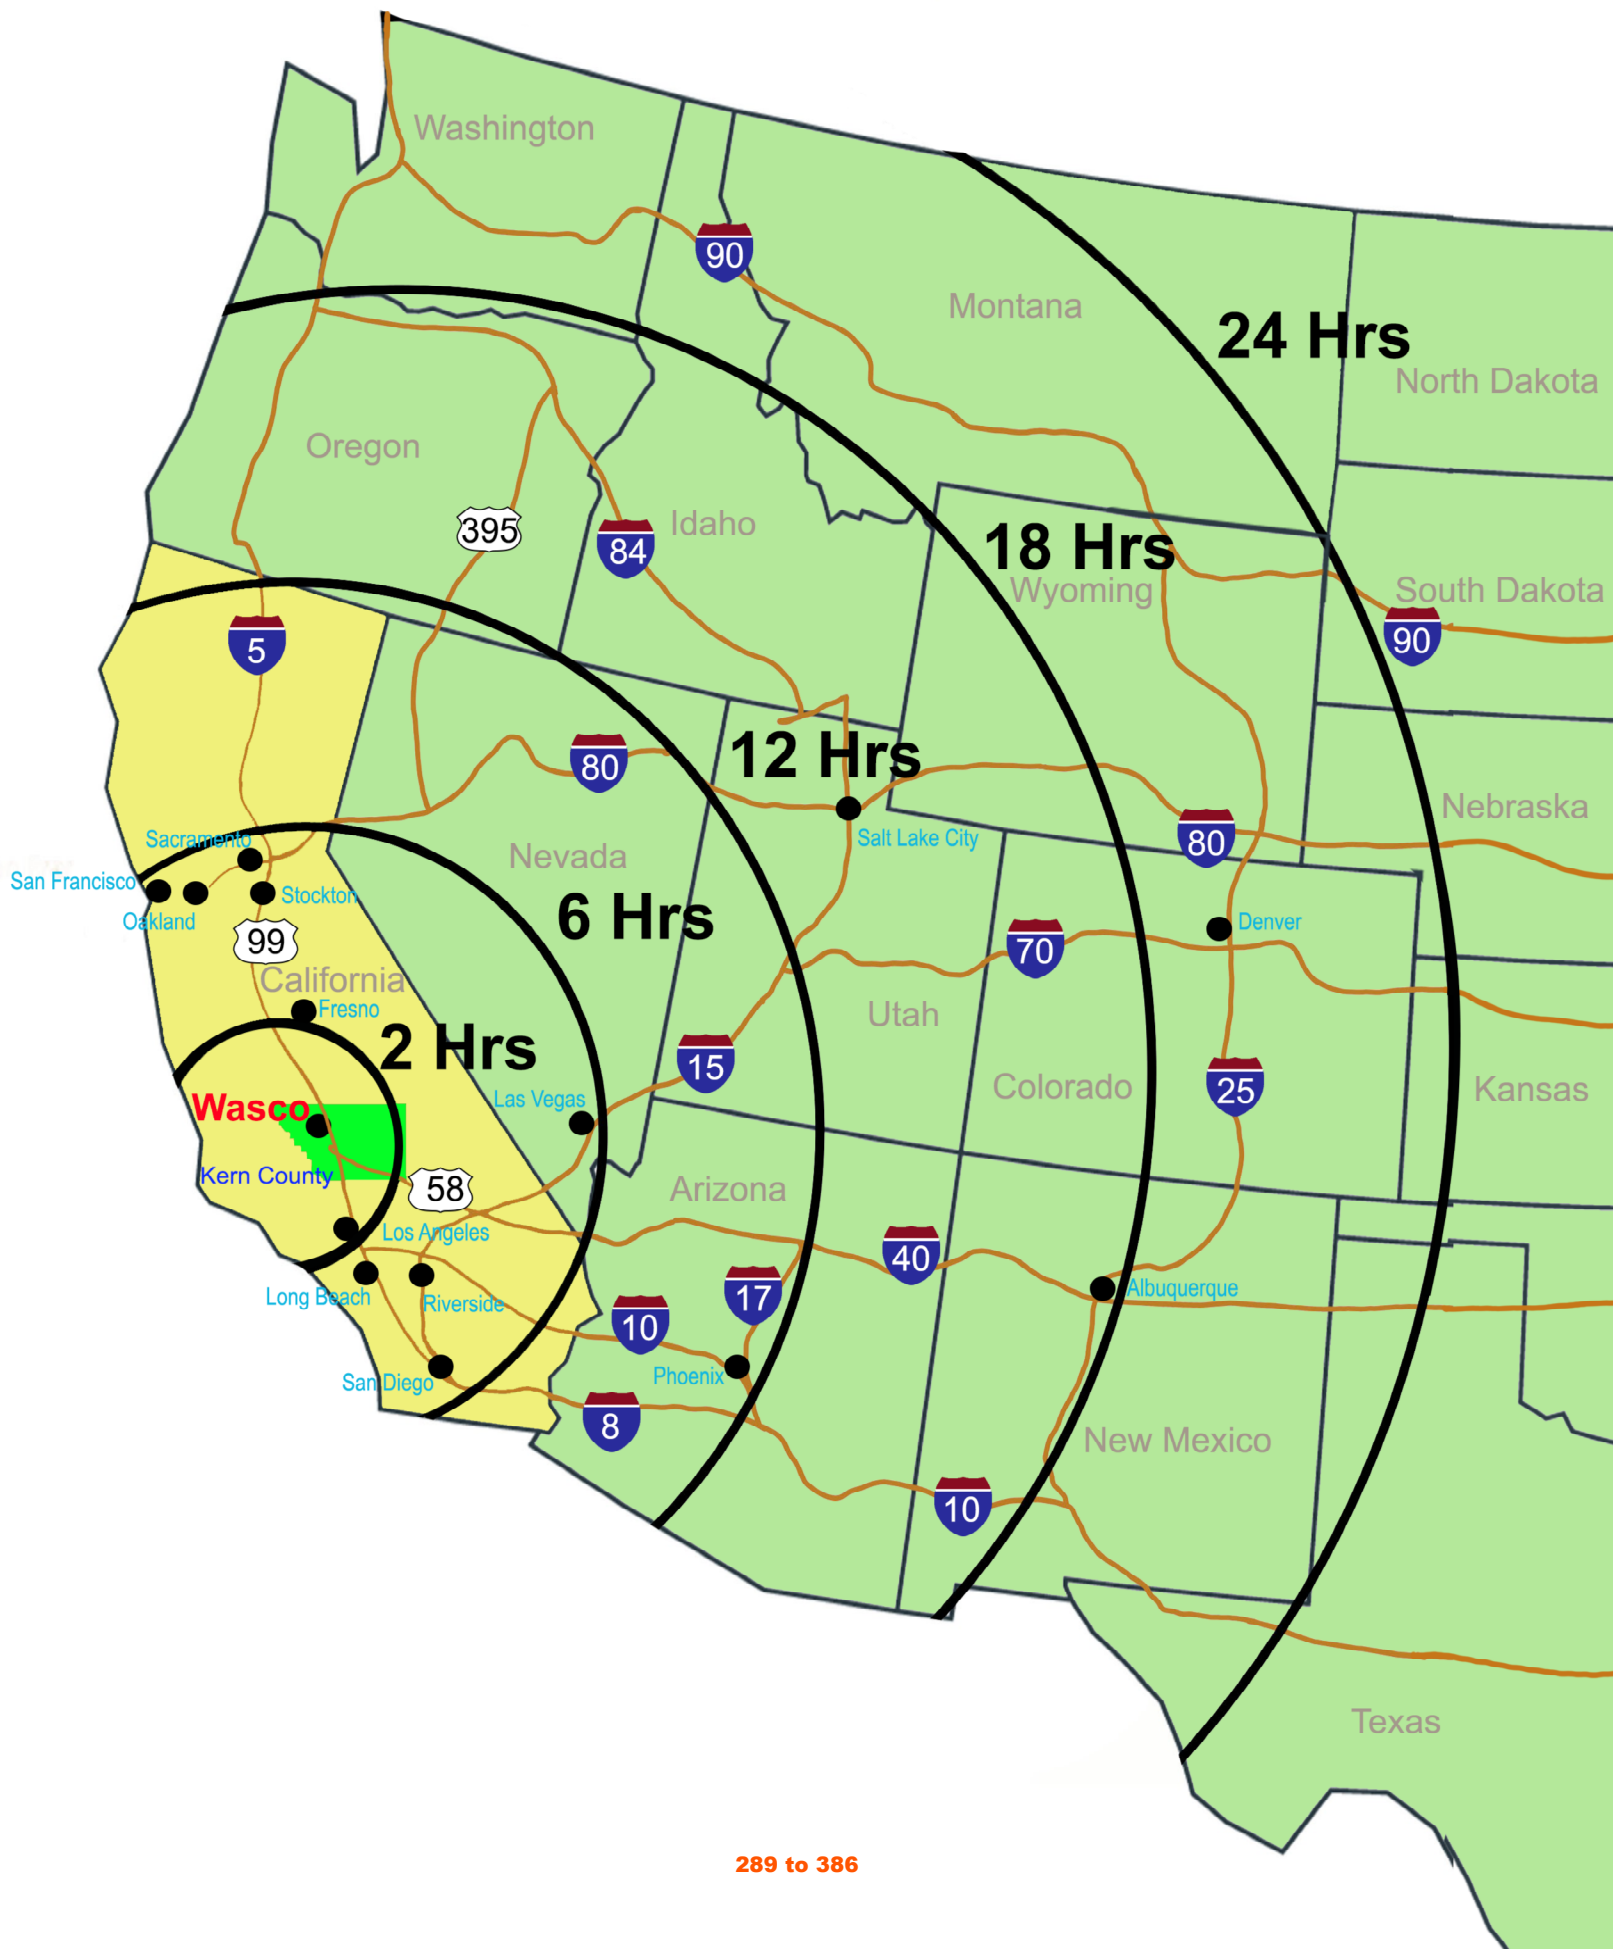 Washington
90
Montana
24 Hrs
North Dakota
Oregon
395
84
Idaho
18 Hrs
Wyoming
South Dakota
90
5
12 Hrs
80
Salt Lake City
80
Nebraska
Sacramento
Nevada
San Francisco
Stockton
Oakland
6 Hrs
99
70
Denver
California
Fresno
Utah
2 Hrs
15
Colorado
25
Kansas
Las Vegas
Wasco
Kern County
58
Arizona
Los Angeles
40
Long Beach
Riverside
17
Albuquerque
10
San Diego
Phoenix
8
New Mexico
10
Texas
289 to 386